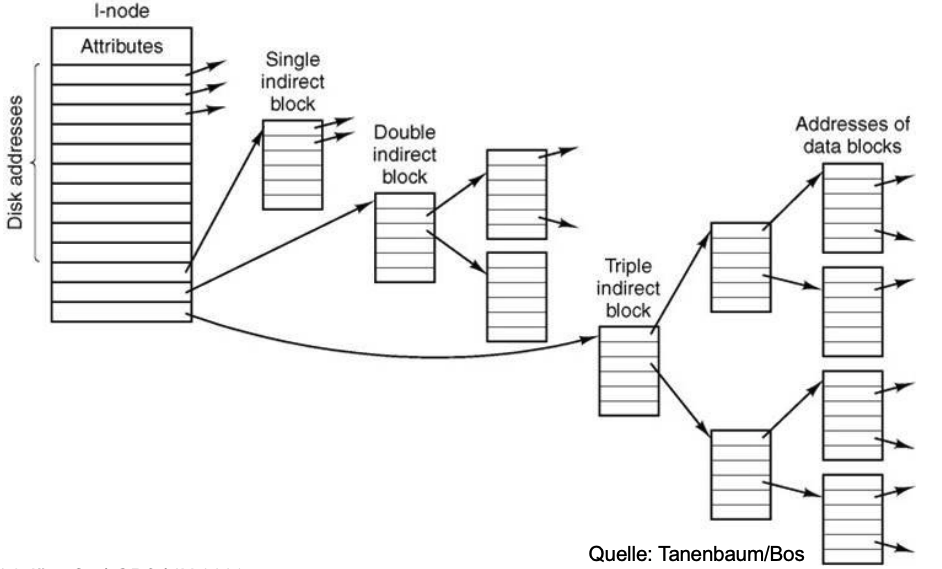 I-node
Attributes
Disk addresses
Single
indirect
block
Double
indirect
block
Triple
indirect
block
Addresses of
data blocks
Quelle: Tanenbaum/Bos